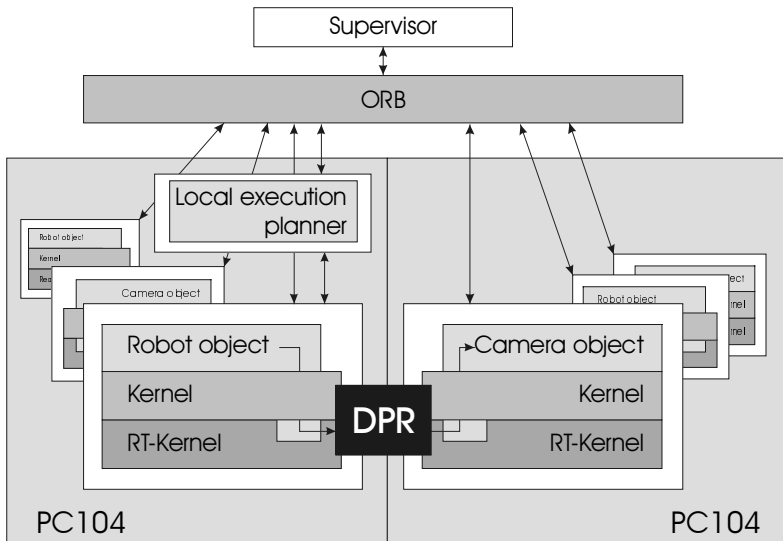 Supervisor
ORB
Local execution
planner
Robot object
Kernel
Camera object
Robot object
Robot object
Kernel
RT-Kernel
DPR
Camera object
Kernel
RT-Kernel
PC104
PC104